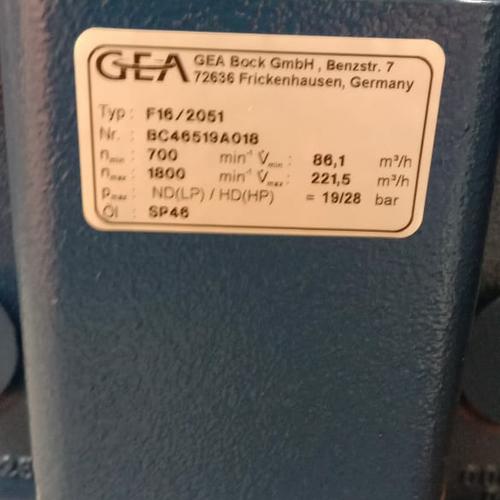 GEA GEA Bock GmbH , Benzstr. 7
72636 Frickenhausen, Germany
Typ : F16/2051
Nr. : BC46519A018
nmin : 700 min⁻¹ V̇min : 86,1 m³/h
nmax : 1800 min⁻¹ V̇max : 221,5 m³/h
pmax : ND(LP) / HD(HP) = 19/28 bar
Öl : SP46